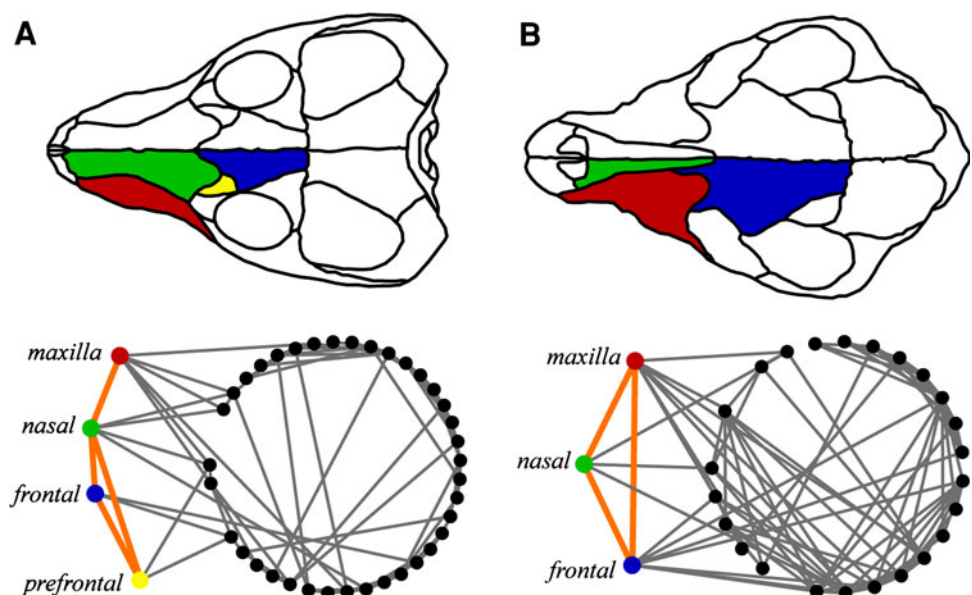 A
B
maxilla
nasal
frontal
prefrontal
maxilla
nasal
frontal